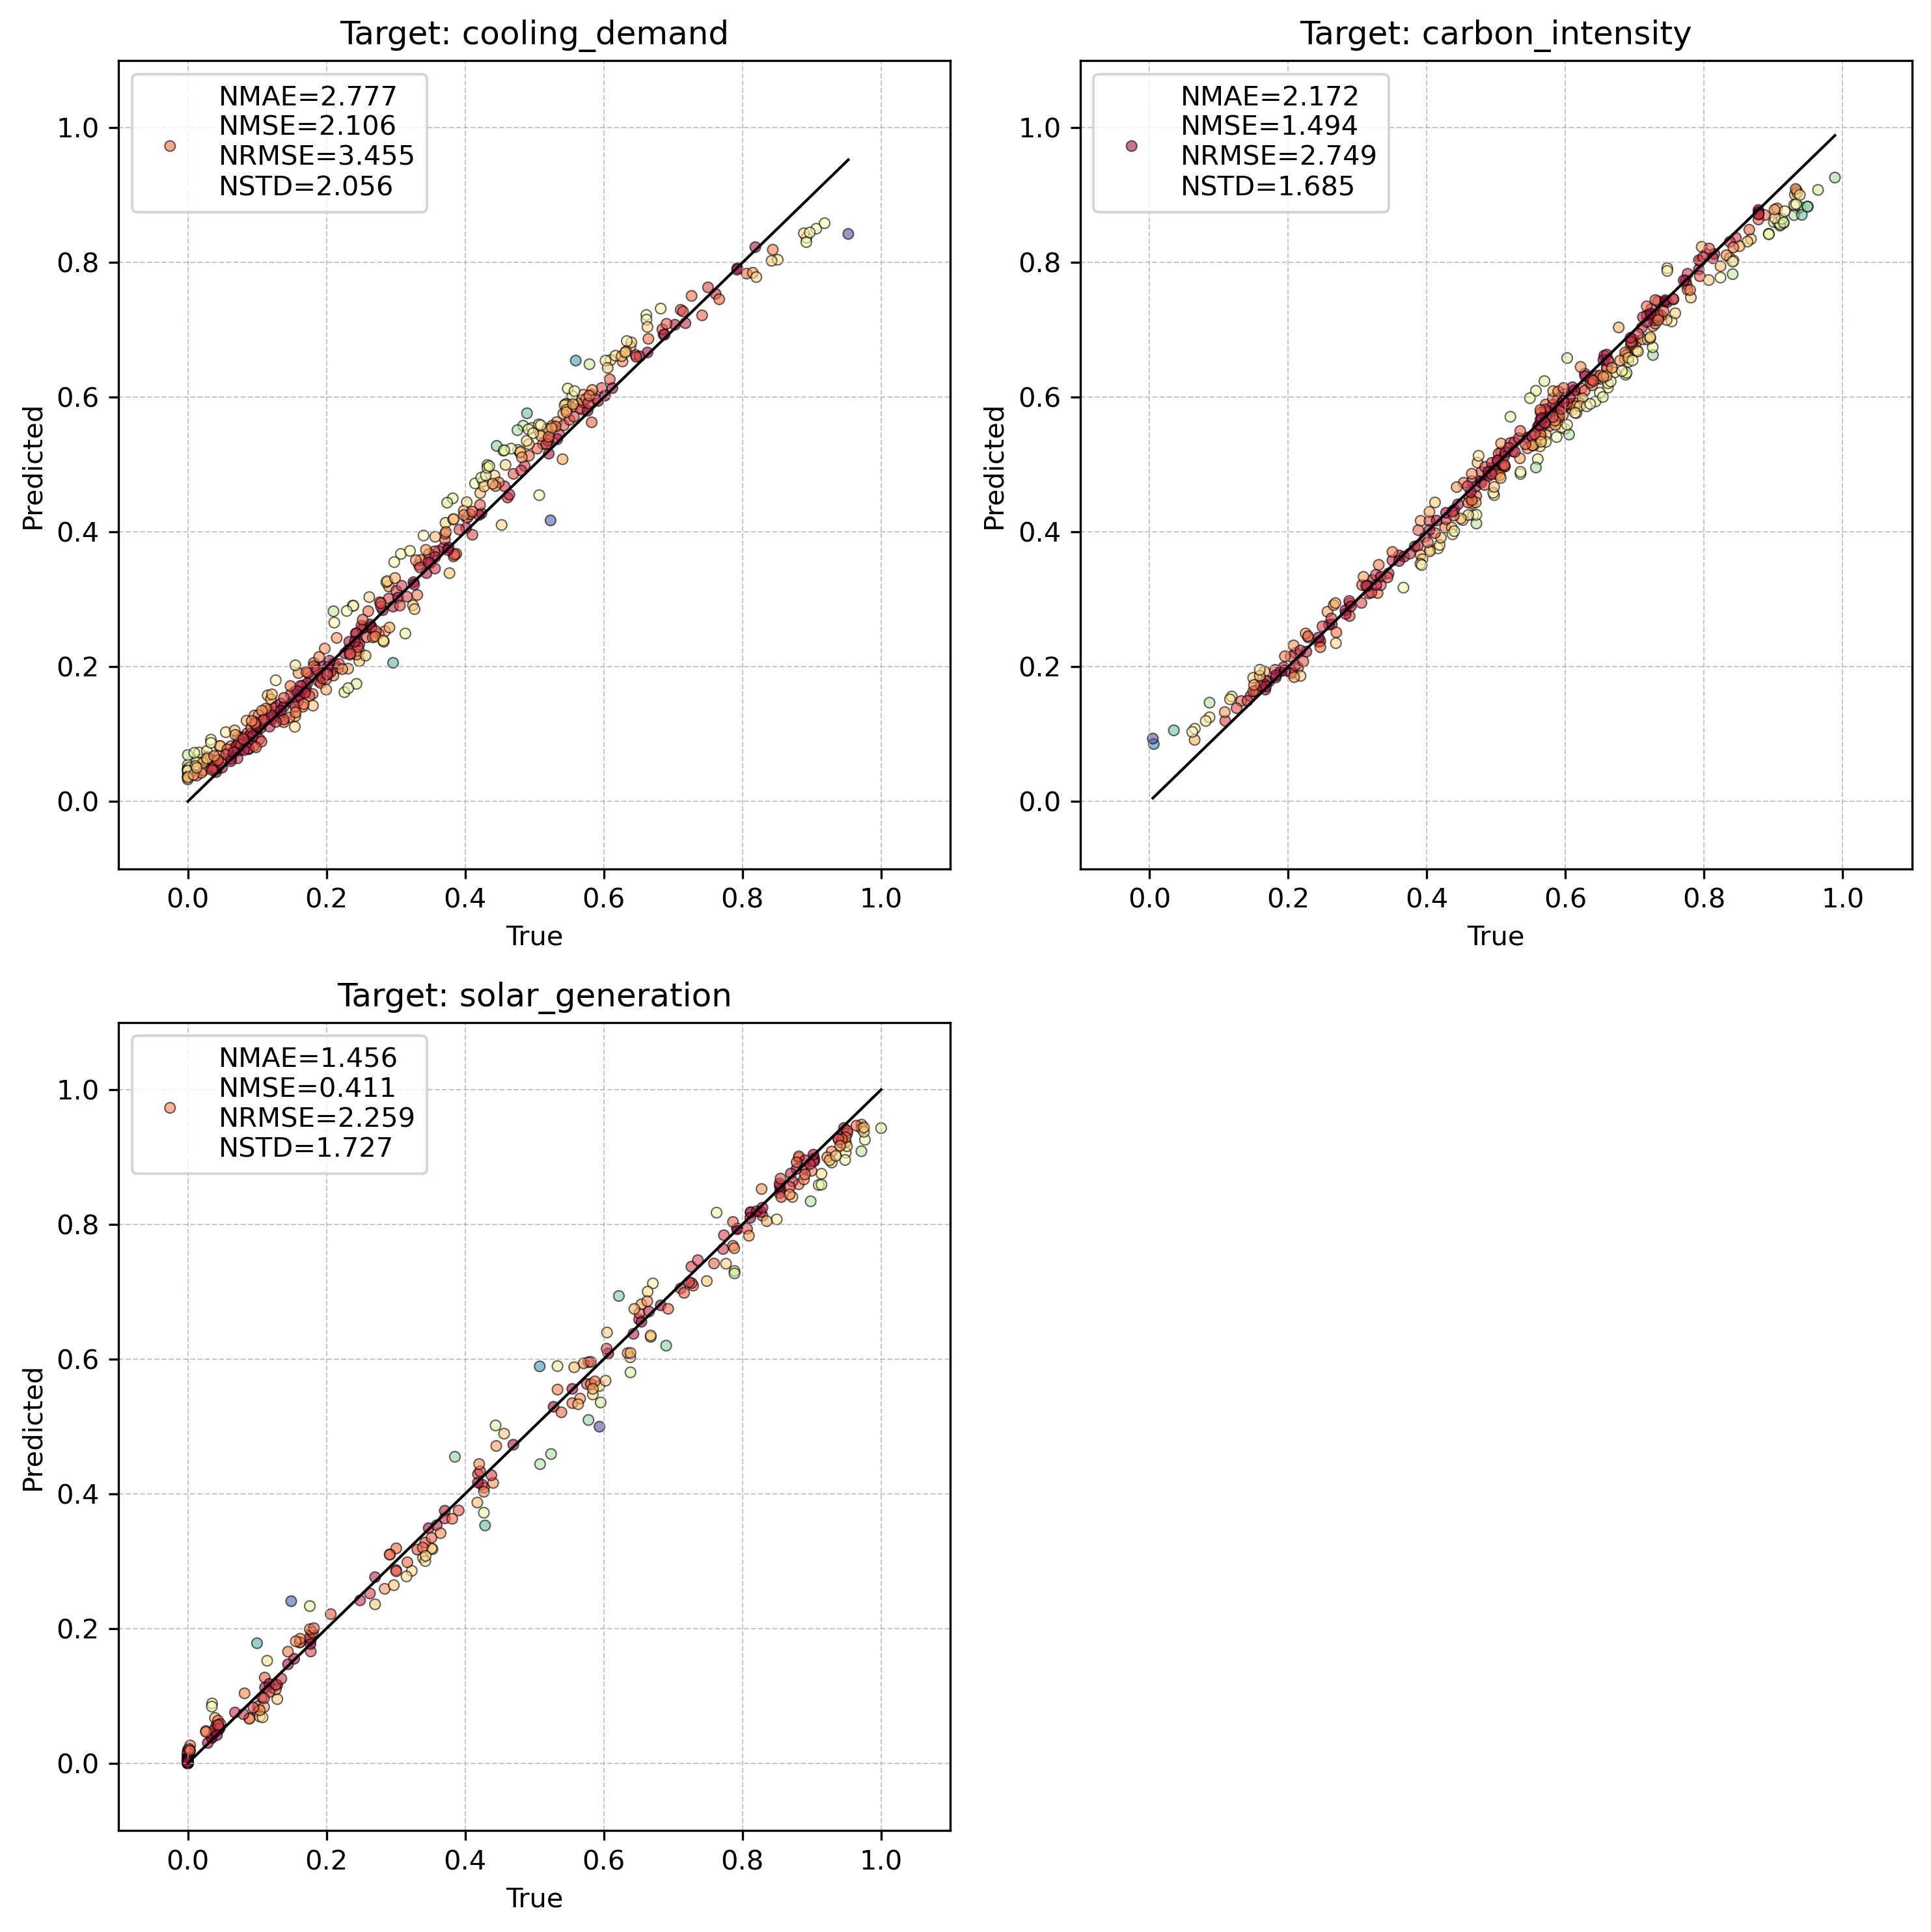 Target: cooling_demand
NMAE=2.777
NMSE=2.106
NRMSE=3.455
NSTD=2.056
1.0
0.8
0.6
0.4
0.2
0.0
Predicted
0.0 0.2 0.4 0.6 0.8 1.0
True
Target: carbon_intensity
NMAE=2.172
NMSE=1.494
NRMSE=2.749
NSTD=1.685
1.0
0.8
0.6
0.4
0.2
0.0
Predicted
0.0 0.2 0.4 0.6 0.8 1.0
True
Target: solar_generation
NMAE=1.456
NMSE=0.411
NRMSE=2.259
NSTD=1.727
1.0
0.8
0.6
0.4
0.2
0.0
Predicted
0.0 0.2 0.4 0.6 0.8 1.0
True